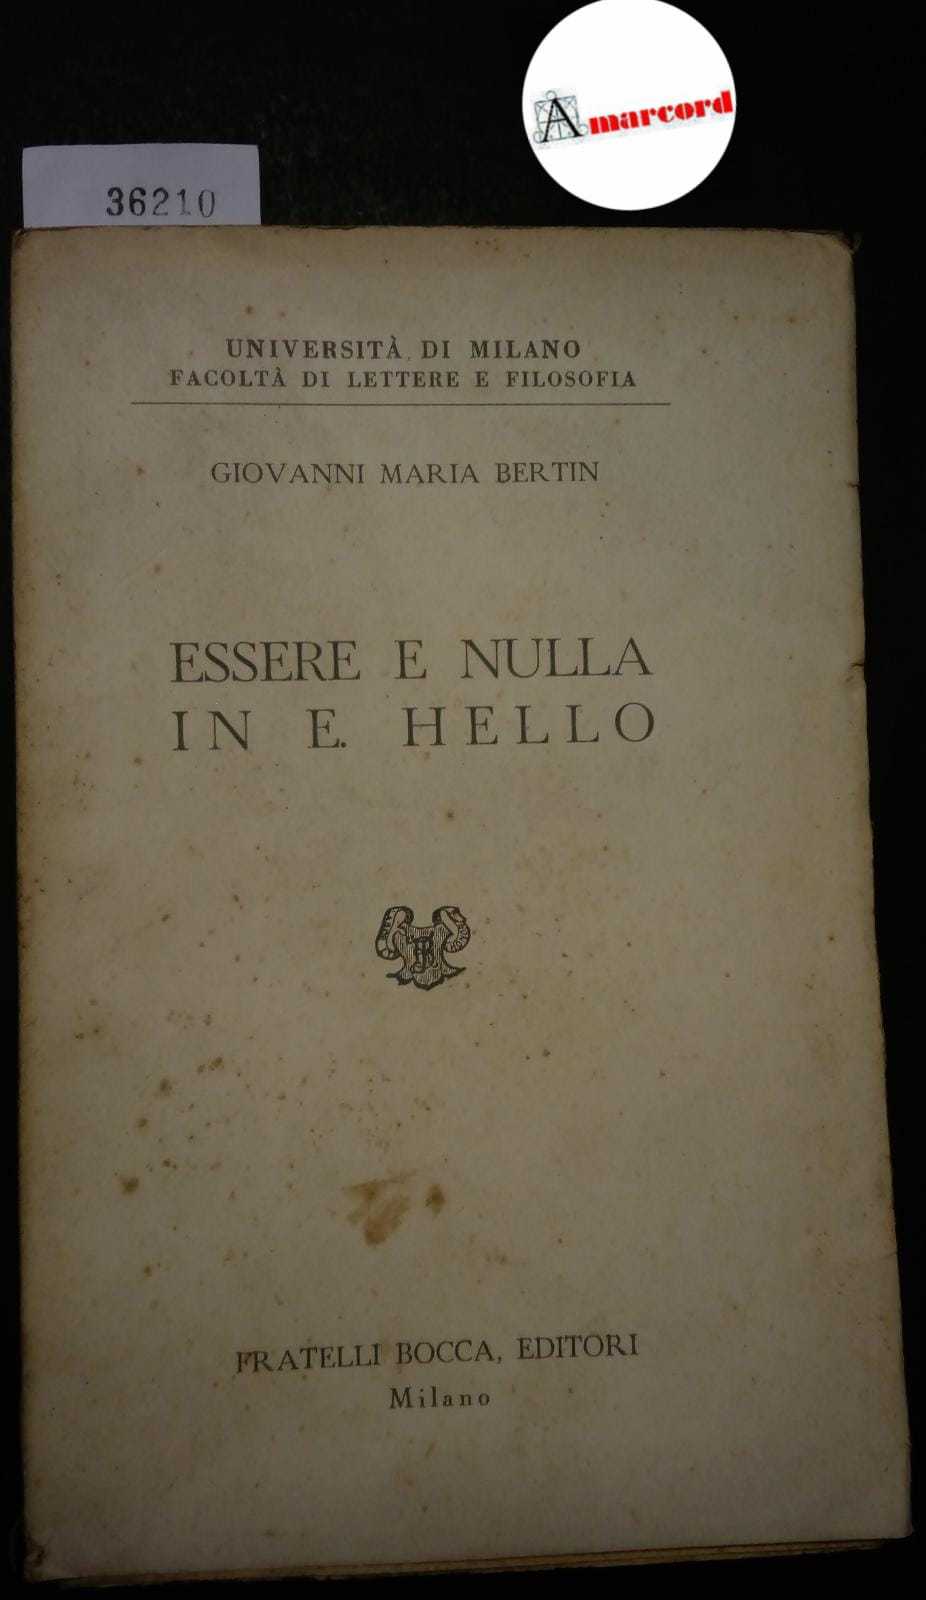 Amarcord
36210
UNIVERSITÀ DI MILANO
FACOLTÀ DI LETTERE E FILOSOFIA
GIOVANNI MARIA BERTIN
ESSERE E NULLA
IN E. HELLO
FRATELLI BOCCA, EDITORI
Milano